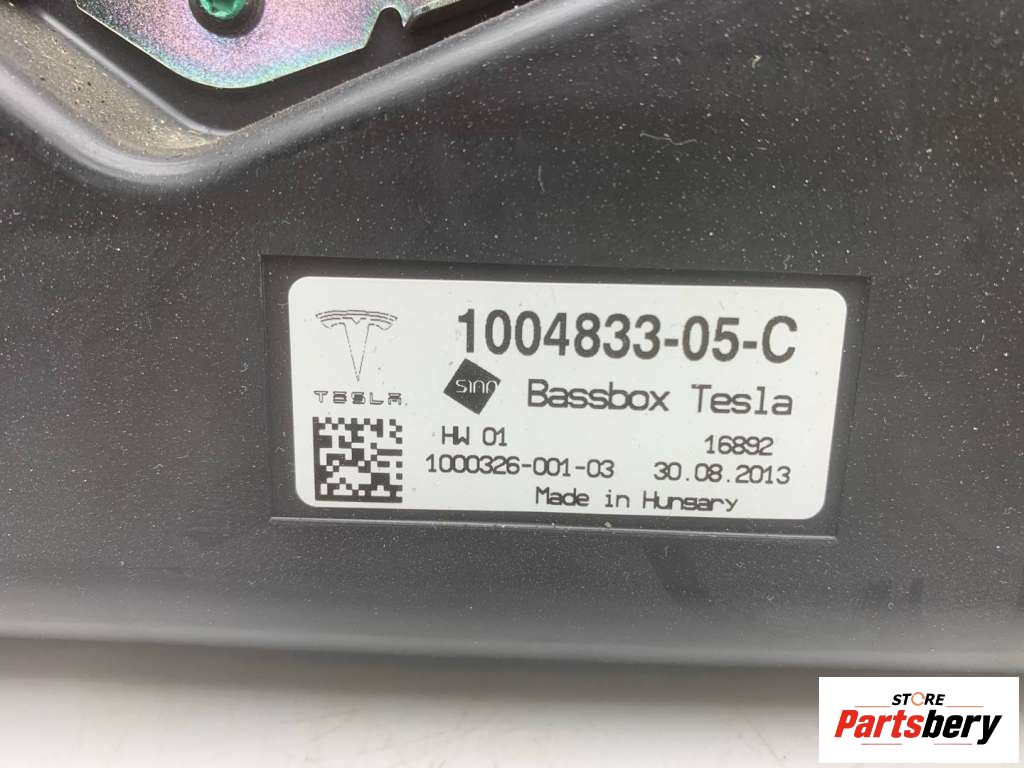 1004833-05-C
TESLA
sinn Bassbox Tesla
HW 01 16892
1000326-001-03 30.08.2013
Made in Hungary
STORE
Partsbery